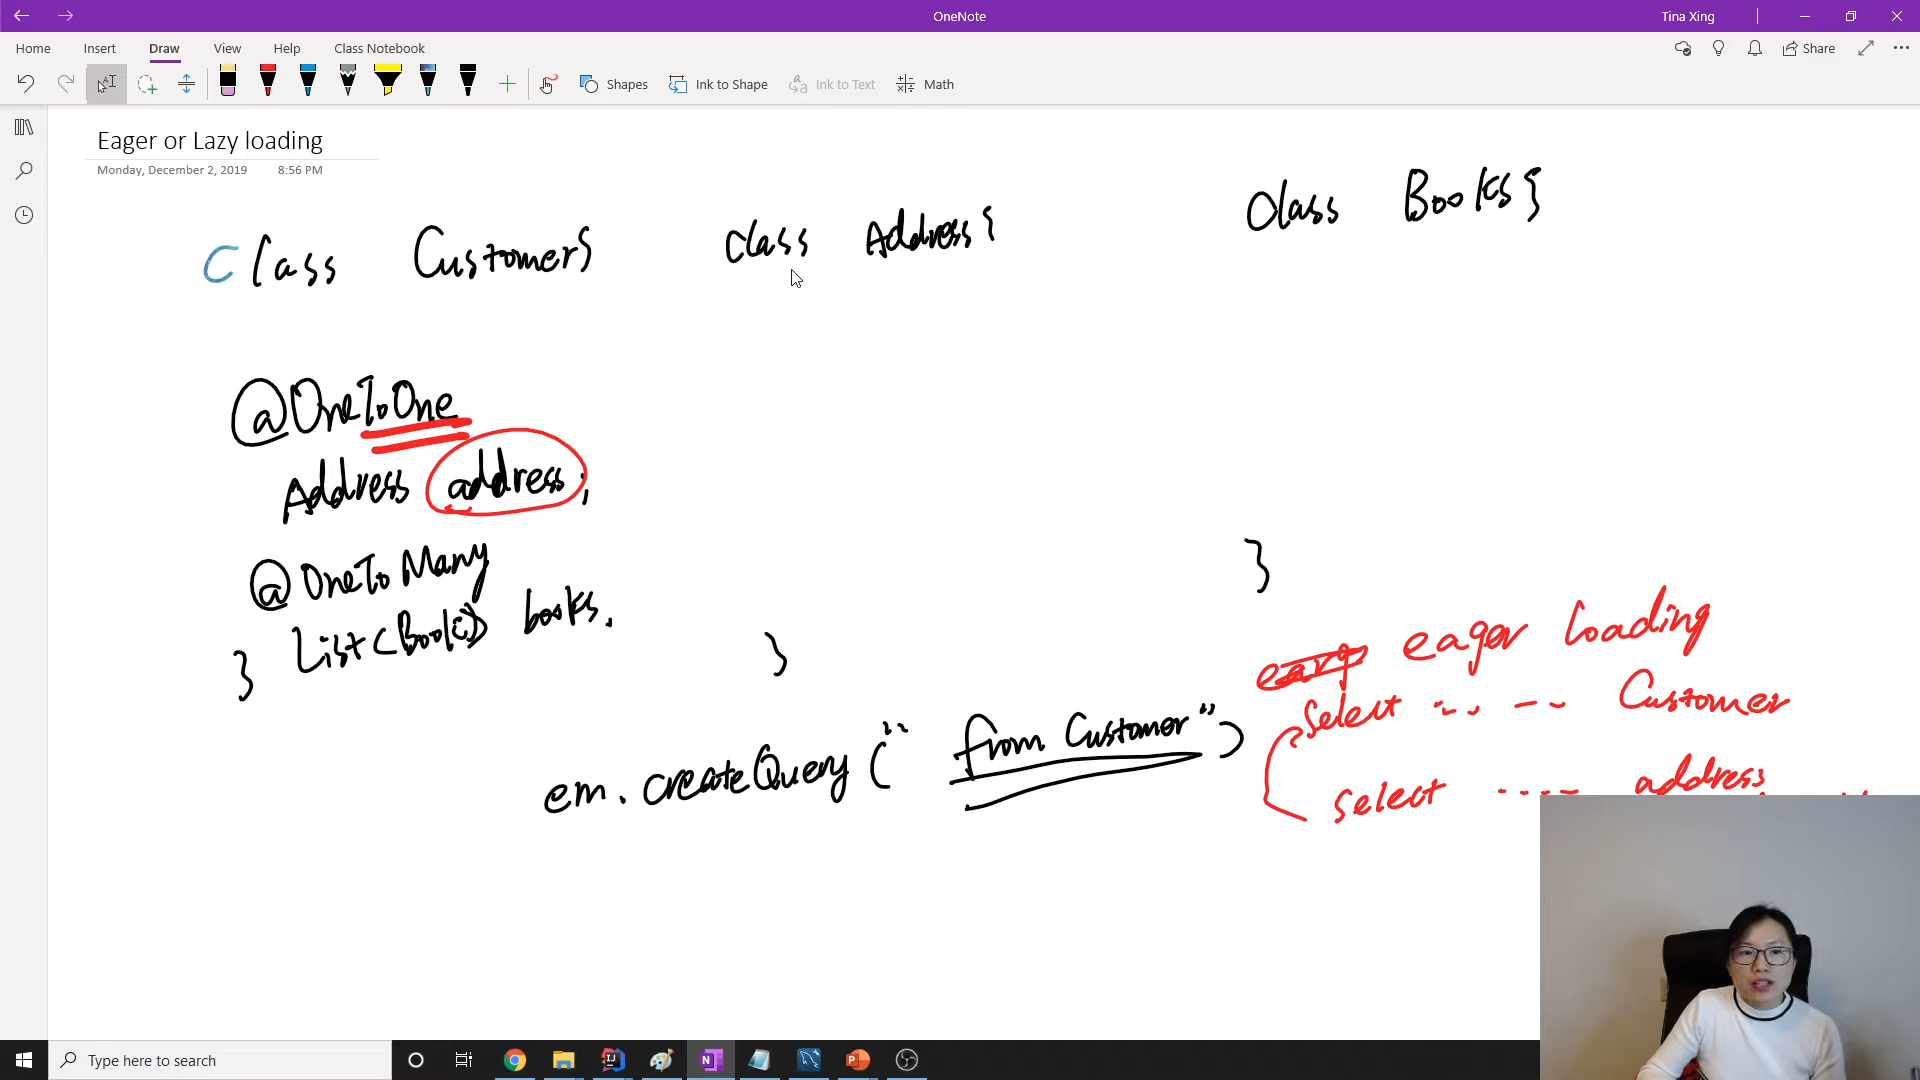 OneNote
Tina Xing
Home Insert Draw View Help Class Notebook
Share
Shapes Ink to Shape Ink to Text Math
Eager or Lazy loading
Monday, December 2, 2019 8:56 PM
Class Customer{
class Address{
Class Books{
@OneToOne
Address address;
@OneToMany
List<Book> books.
}
}
}
earg eager loading
select .. -- Customer
em.createQuery(" from Customer")
select ---- address
Type here to search